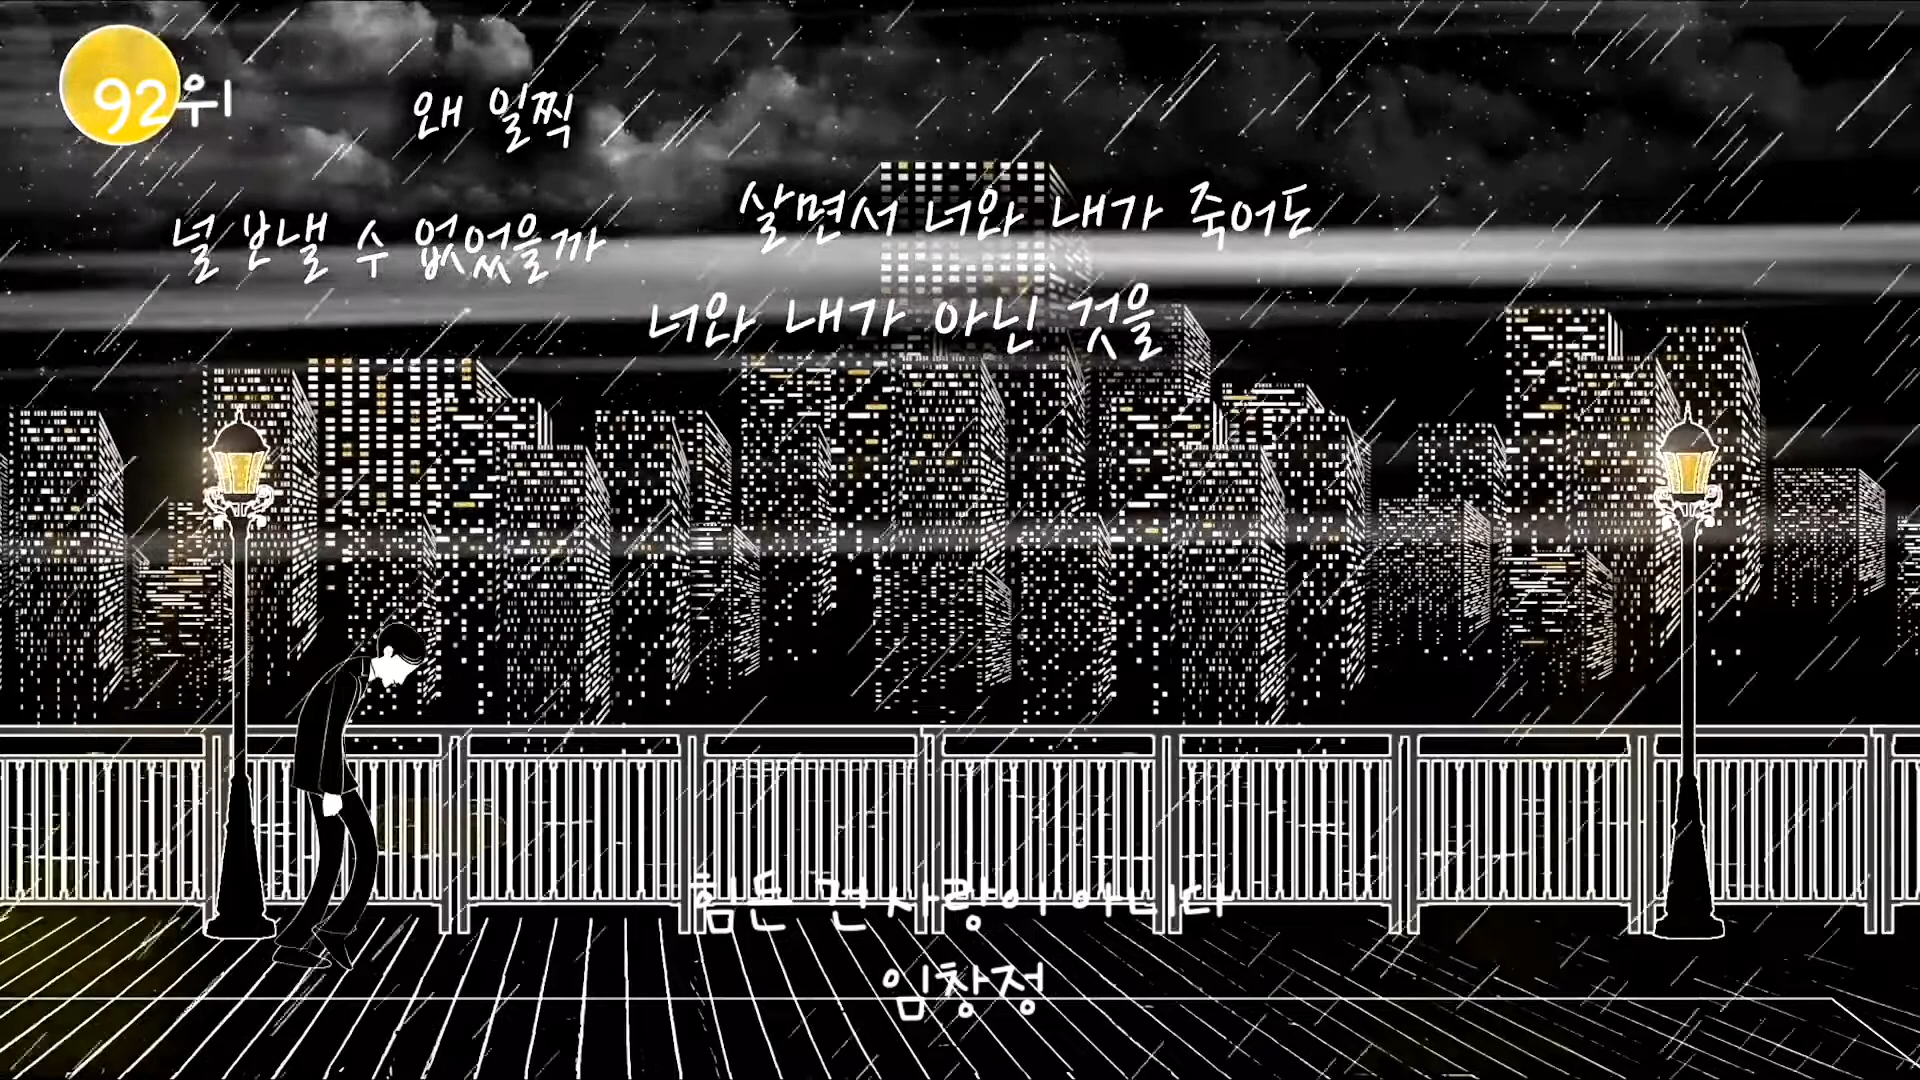 92위
왜 일찍
널 보낼 수 없었을까
살면서 너와 내가 죽어도
너와 내가 아닌 것을
힘든 건 사랑이 아니다
임창정